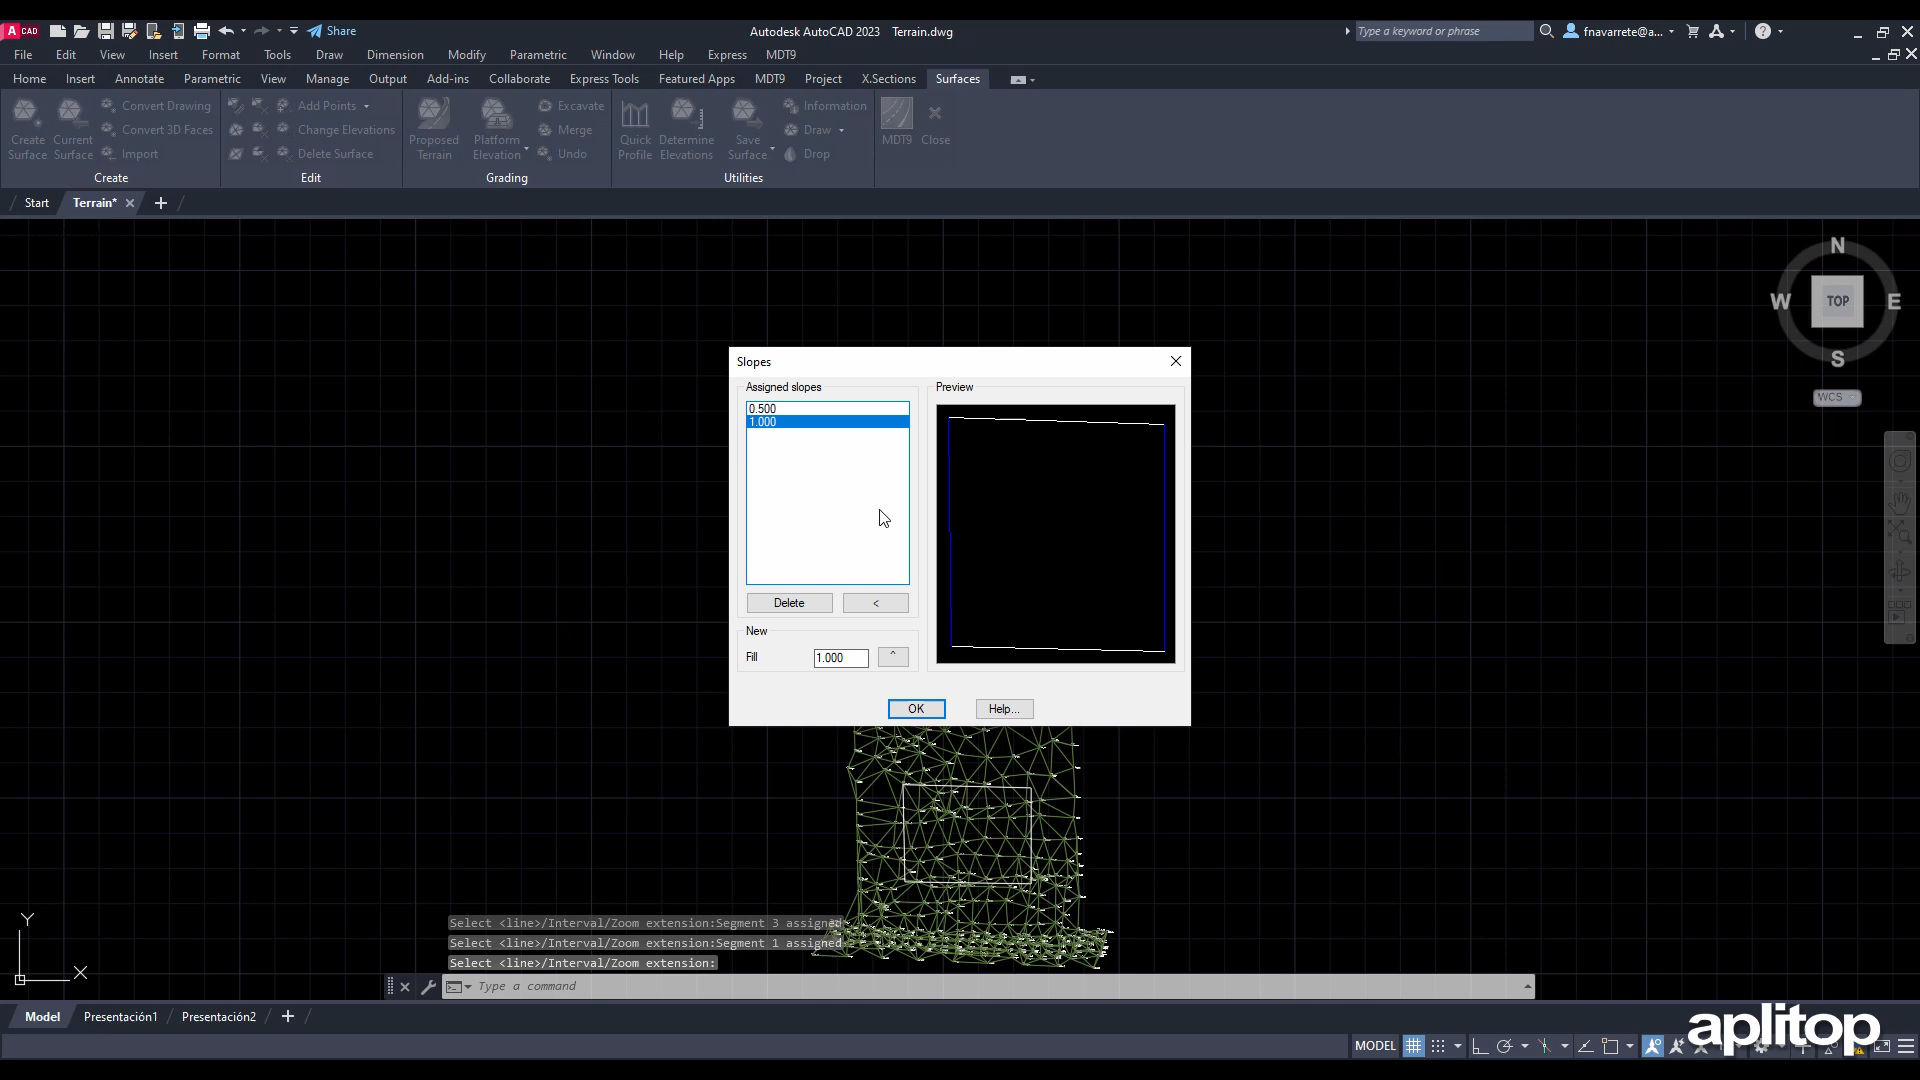 A CAD Share Autodesk AutoCAD 2023 Terrain.dwg Type a keyword or phrase fnavarrete@a...
File Edit View Insert Format Tools Draw Dimension Modify Parametric Window Help Express MDT9
Home Insert Annotate Parametric View Manage Output Add-ins Collaborate Express Tools Featured Apps MDT9 Project X.Sections Surfaces
Convert Drawing Add Points Excavate Information
Create Current Convert 3D Faces Change Elevations Proposed Platform Merge Quick Determine Save Draw MDT9 Close
Surface Surface Import Delete Surface Terrain Elevation Undo Profile Elevations Surface Drop
Create Edit Grading Utilities
Start Terrain* +
N
W TOP E
S
WCS
Slopes
Assigned slopes Preview
0.500
1.000
Delete <
New
Fill 1.000 ^
OK Help...
Select <line>/Interval/Zoom extension:Segment 3 assigned
Select <line>/Interval/Zoom extension:Segment 1 assigned
Select <line>/Interval/Zoom extension:
Y
X
Type a command
Model Presentación1 Presentación2 +
MODEL
aplitop